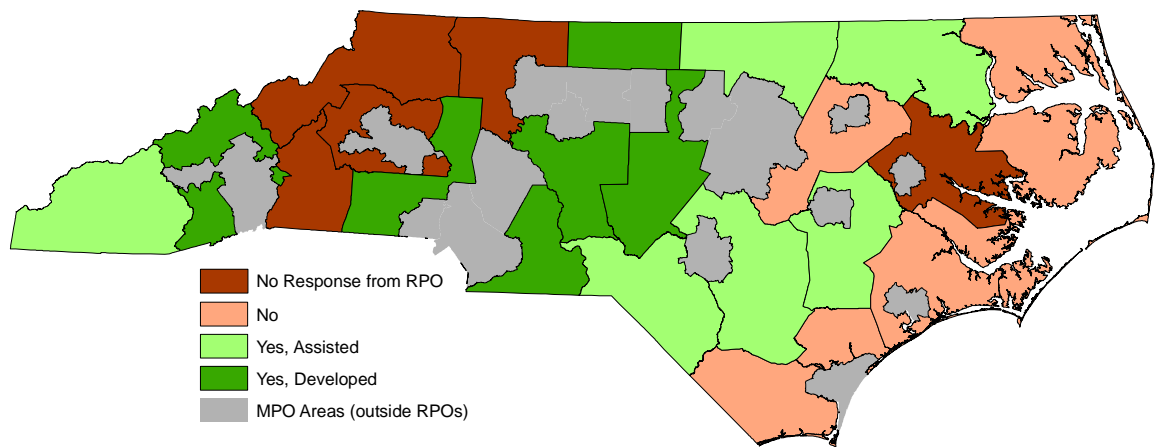 No Response from RPO
No
Yes, Assisted
Yes, Developed
MPO Areas (outside RPOs)